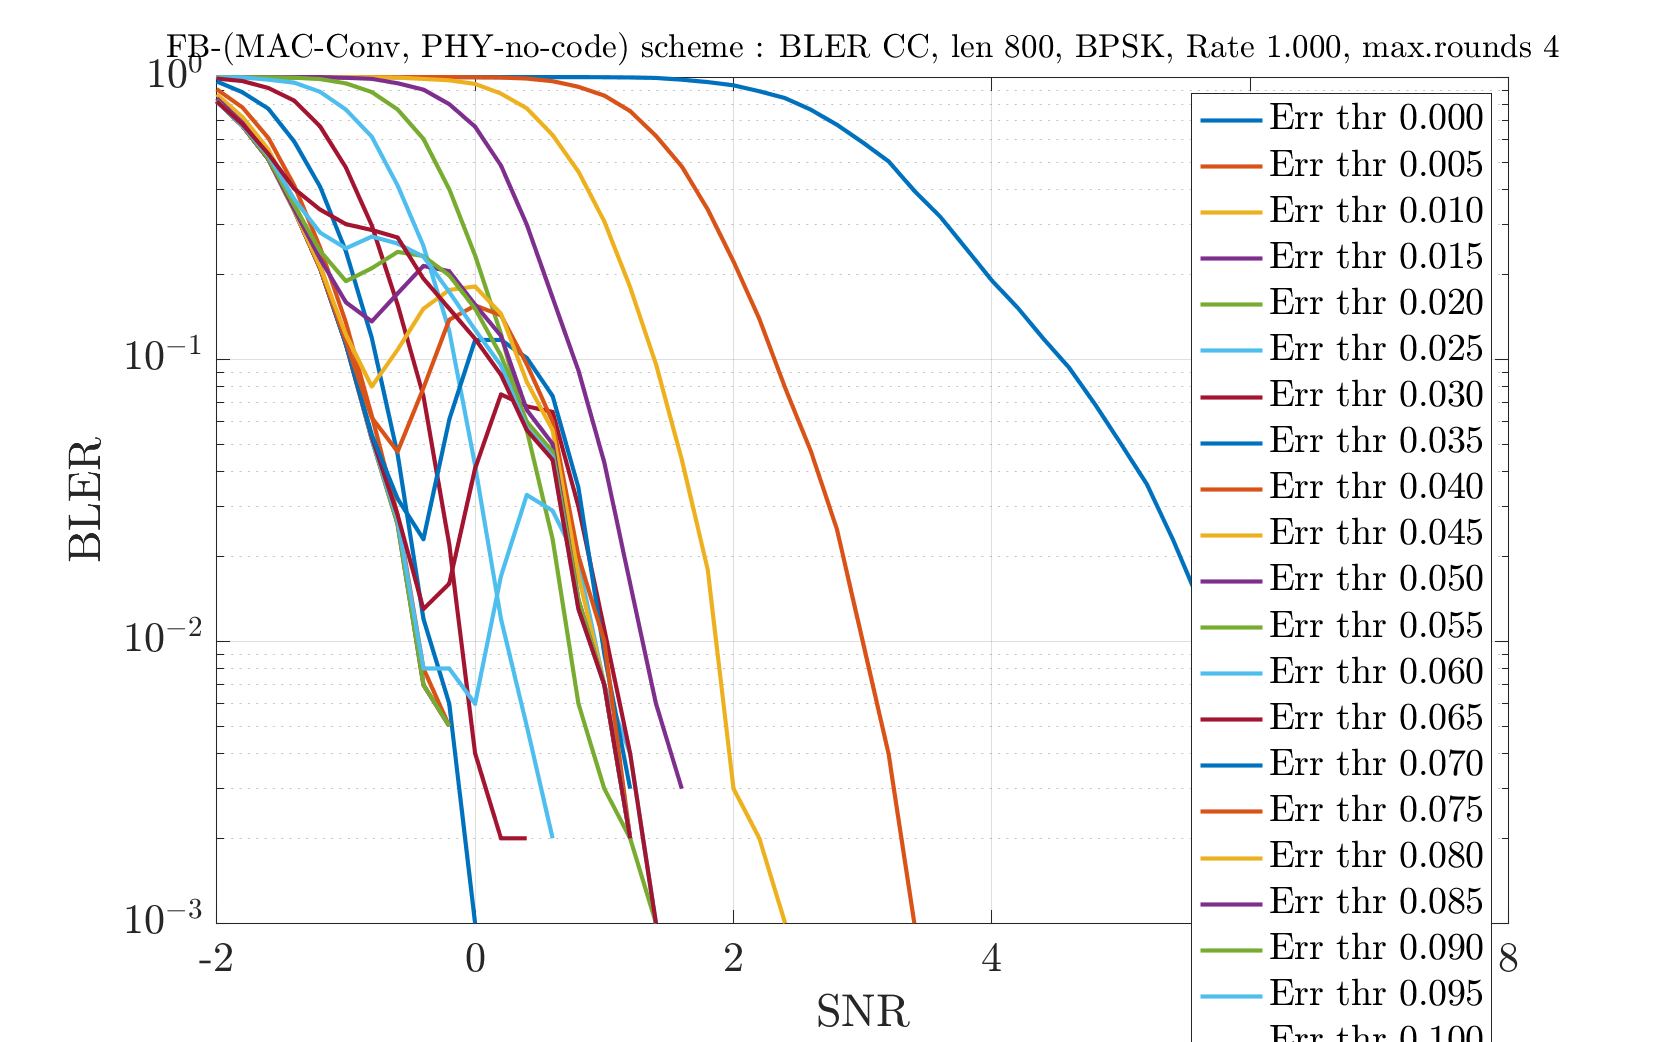 FB-(MAC-Conv, PHY-no-code) scheme : BLER CC, len 800, BPSK, Rate 1.000, max.rounds 4
10^0
10^-1
10^-2
10^-3
BLER
-2 0 2 4 8
SNR
Err thr 0.000
Err thr 0.005
Err thr 0.010
Err thr 0.015
Err thr 0.020
Err thr 0.025
Err thr 0.030
Err thr 0.035
Err thr 0.040
Err thr 0.045
Err thr 0.050
Err thr 0.055
Err thr 0.060
Err thr 0.065
Err thr 0.070
Err thr 0.075
Err thr 0.080
Err thr 0.085
Err thr 0.090
Err thr 0.095
Err thr 0.100